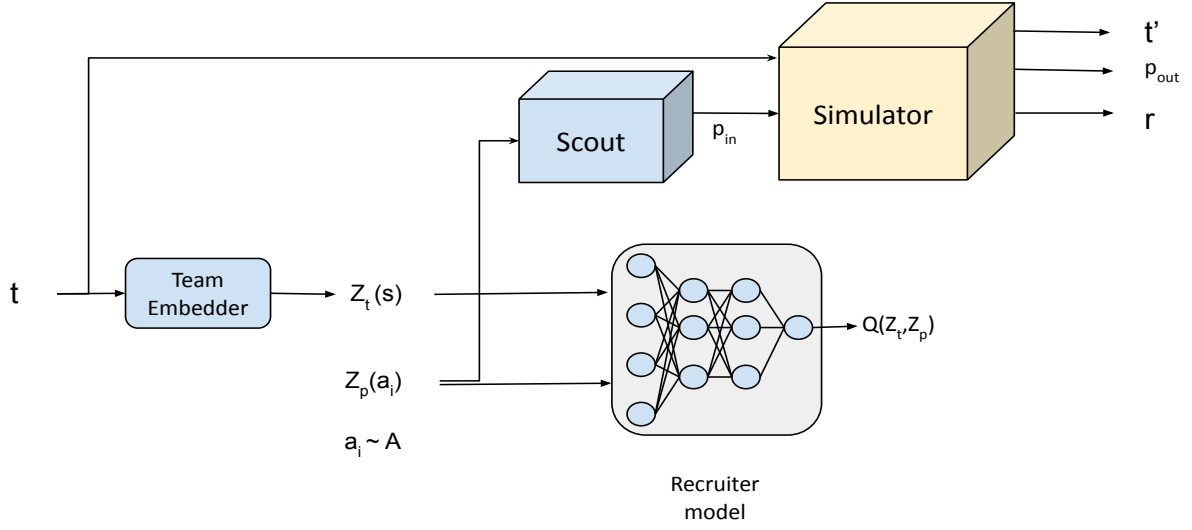 t’
p_out
r
Simulator
p_in
Scout
t
Team
Embedder
Z_t(s)
Q(Z_t,Z_p)
Z_p(a_i)
a_i ~ A
Recruiter
model